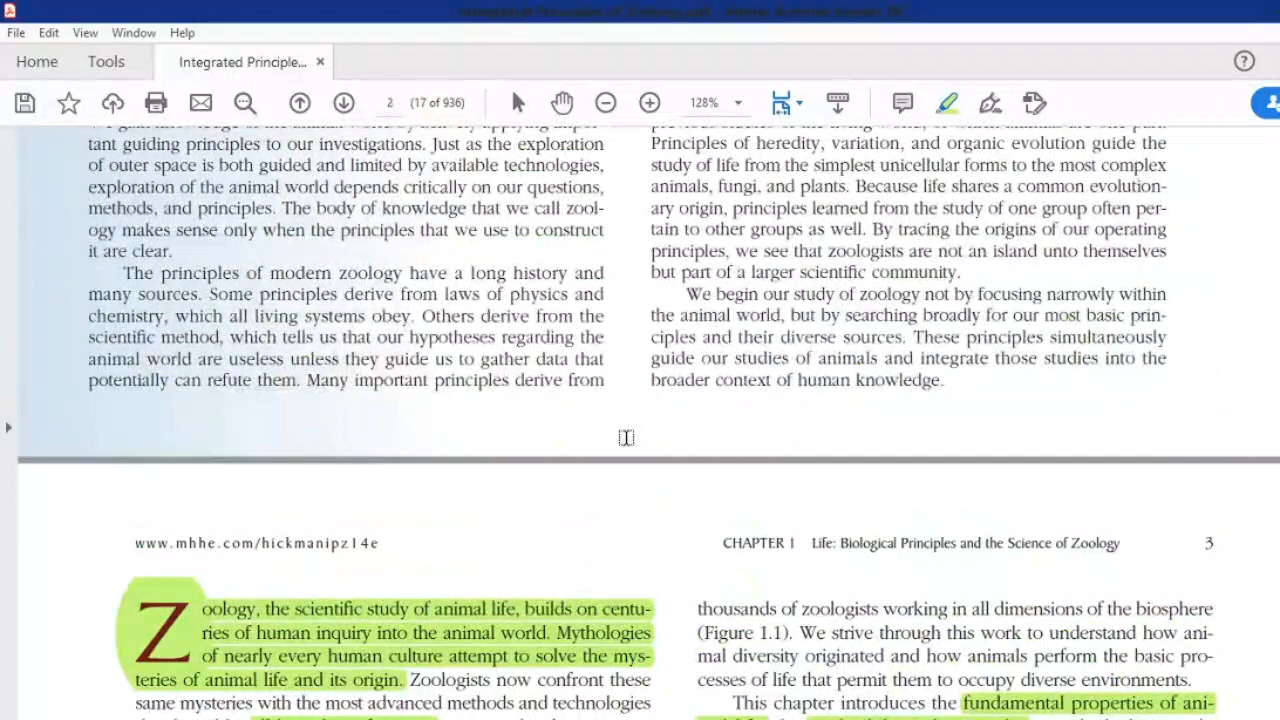 File Edit View Window Help
Home Tools Integrated Principle... ×
2 (17 of 936) 128%
tant guiding principles to our investigations. Just as the exploration
of outer space is both guided and limited by available technologies,
exploration of the animal world depends critically on our questions,
methods, and principles. The body of knowledge that we call zool-
ogy makes sense only when the principles that we use to construct
it are clear.
The principles of modern zoology have a long history and
many sources. Some principles derive from laws of physics and
chemistry, which all living systems obey. Others derive from the
scientific method, which tells us that our hypotheses regarding the
animal world are useless unless they guide us to gather data that
potentially can refute them. Many important principles derive from
Principles of heredity, variation, and organic evolution guide the
study of life from the simplest unicellular forms to the most complex
animals, fungi, and plants. Because life shares a common evolution-
ary origin, principles learned from the study of one group often per-
tain to other groups as well. By tracing the origins of our operating
principles, we see that zoologists are not an island unto themselves
but part of a larger scientific community.
We begin our study of zoology not by focusing narrowly within
the animal world, but by searching broadly for our most basic prin-
ciples and their diverse sources. These principles simultaneously
guide our studies of animals and integrate those studies into the
broader context of human knowledge.
www.mhhe.com/hickmanipz14e
CHAPTER 1 Life: Biological Principles and the Science of Zoology 3
Zoology, the scientific study of animal life, builds on centu-
ries of human inquiry into the animal world. Mythologies
of nearly every human culture attempt to solve the mys-
teries of animal life and its origin. Zoologists now confront these
same mysteries with the most advanced methods and technologies
thousands of zoologists working in all dimensions of the biosphere
(Figure 1.1). We strive through this work to understand how ani-
mal diversity originated and how animals perform the basic pro-
cesses of life that permit them to occupy diverse environments.
This chapter introduces the fundamental properties of ani-